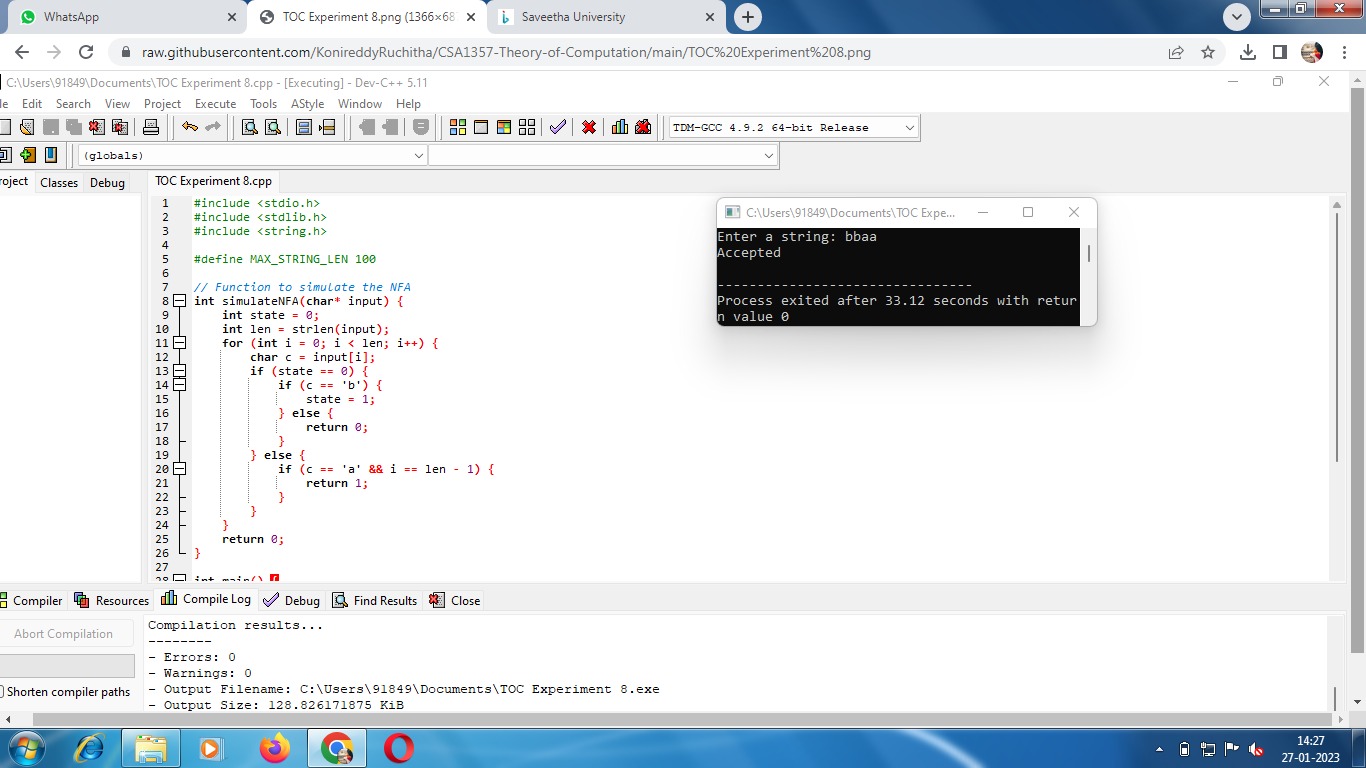 WhatsApp
TOC Experiment 8.png (1366×68
Saveetha University
raw.githubusercontent.com/KonireddyRuchitha/CSA1357-Theory-of-Computation/main/TOC%20Experiment%208.png
C:\Users\91849\Documents\TOC Experiment 8.cpp - [Executing] - Dev-C++ 5.11
le Edit Search View Project Execute Tools AStyle Window Help
TDM-GCC 4.9.2 64-bit Release
(globals)
roject Classes Debug
TOC Experiment 8.cpp
1 #include <stdio.h>
2 #include <stdlib.h>
3 #include <string.h>
4
5 #define MAX_STRING_LEN 100
6
7 // Function to simulate the NFA
8 int simulateNFA(char* input) {
9 int state = 0;
10 int len = strlen(input);
11 for (int i = 0; i < len; i++) {
12 char c = input[i];
13 if (state == 0) {
14 if (c == 'b') {
15 state = 1;
16 } else {
17 return 0;
18 }
19 } else {
20 if (c == 'a' && i == len - 1) {
21 return 1;
22 }
23 }
24 }
25 return 0;
26 }
27
28 int main() {
C:\Users\91849\Documents\TOC Expe...
Enter a string: bbaa
Accepted
--------------------------------
Process exited after 33.12 seconds with retur
n value 0
Compiler Resources Compile Log Debug Find Results Close
Abort Compilation
Shorten compiler paths
Compilation results...
--------
- Errors: 0
- Warnings: 0
- Output Filename: C:\Users\91849\Documents\TOC Experiment 8.exe
- Output Size: 128.826171875 KiB
14:27
27-01-2023